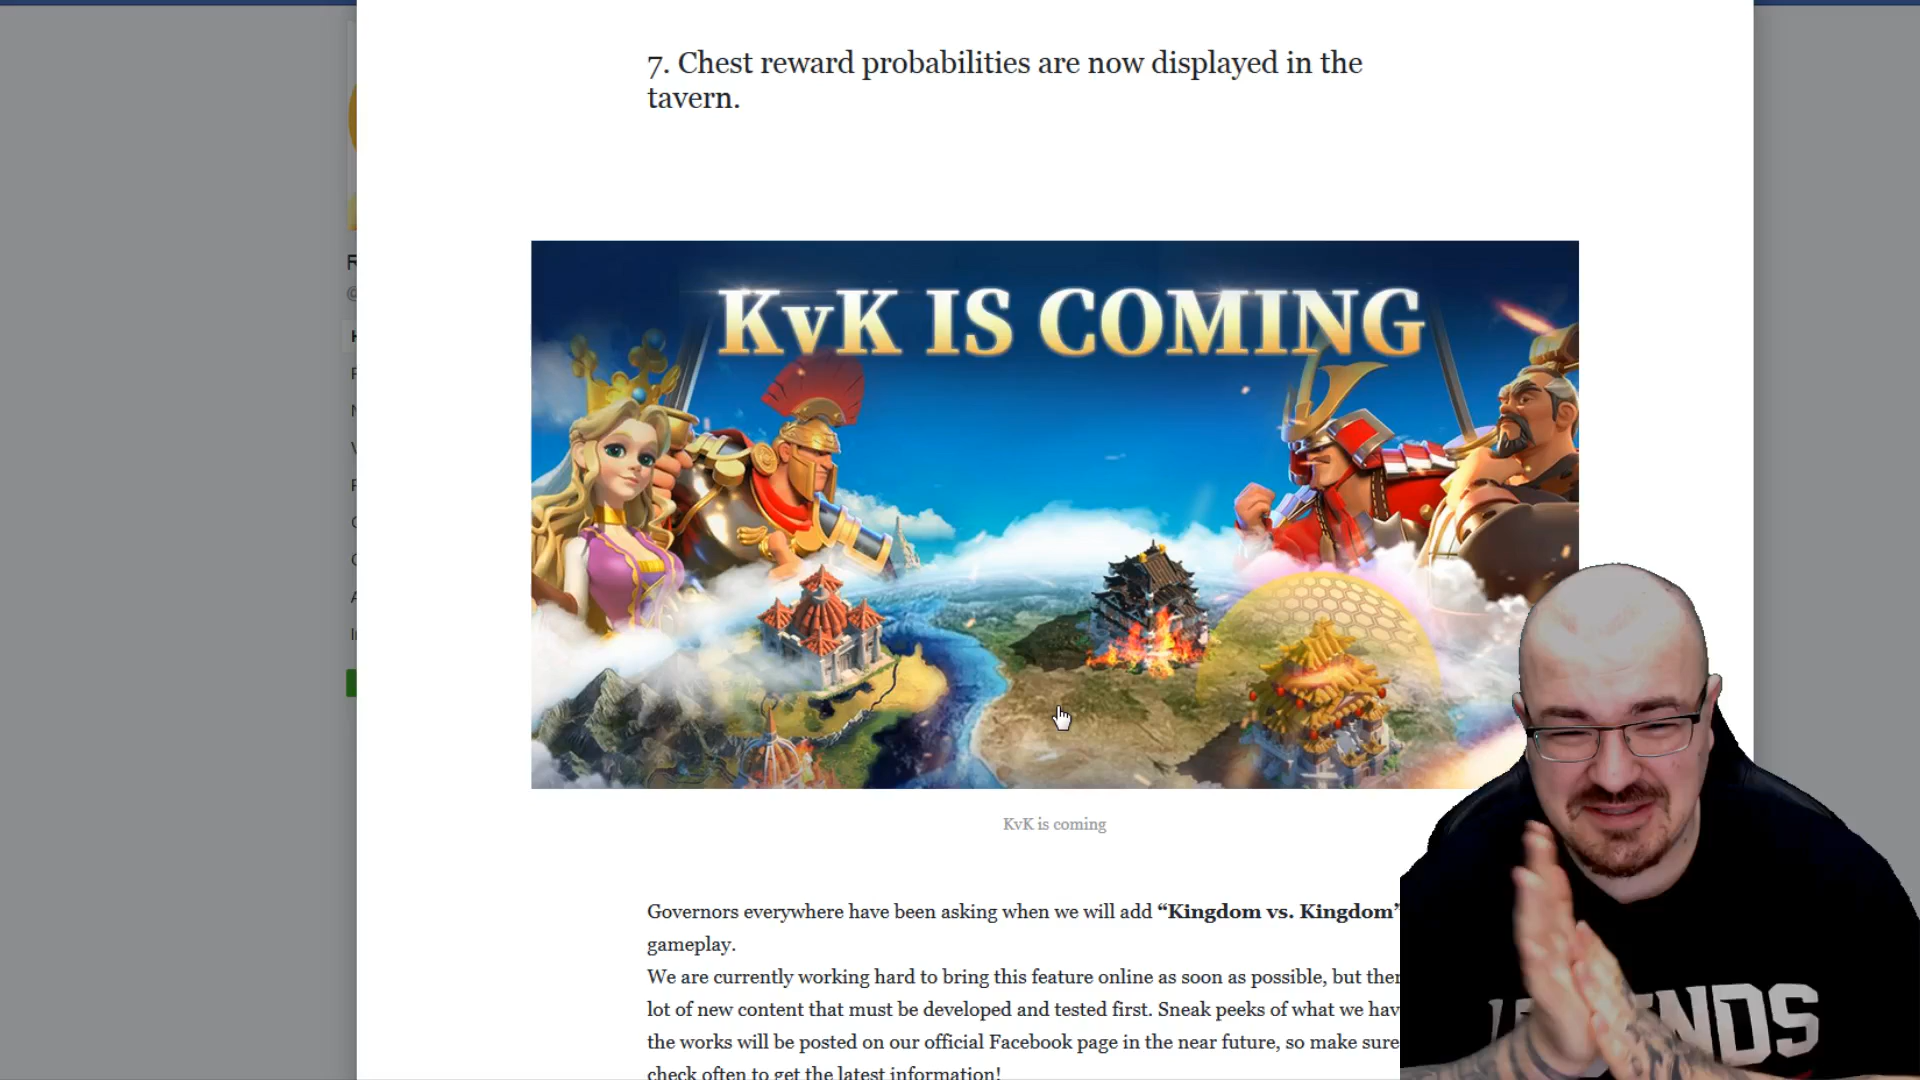 7. Chest reward probabilities are now displayed in the
tavern.
KvK IS COMING
KvK is coming
Governors everywhere have been asking when we will add “Kingdom vs. Kingdom”
gameplay.
We are currently working hard to bring this feature online as soon as possible, but
lot of new content that must be developed and tested first. Sneak peeks of what we
the works will be posted on our official Facebook page in the near future, so make sure
check often to get the latest information!